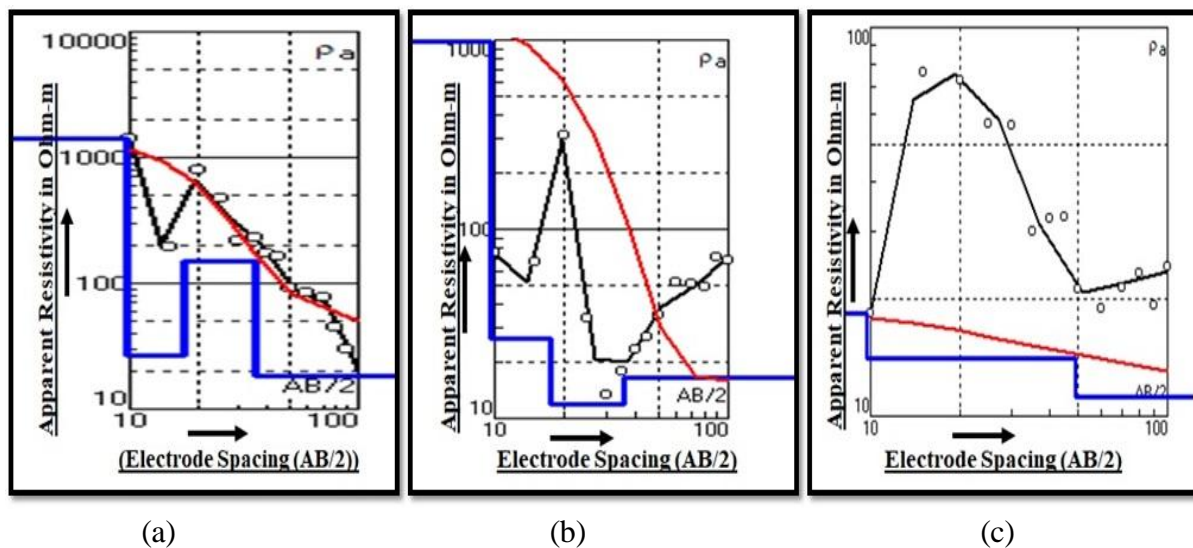 10000
ρa
1000
100
10
AB/2
10
100
Apparent Resistivity in Ohm-m
(Electrode Spacing (AB/2))
1000
ρa
100
10
AB/2
10
100
Apparent Resistivity in Ohm-m
Electrode Spacing (AB/2)
100
ρa
10
AB/2
10
100
Apparent Resistivity in Ohm-m
Electrode Spacing (AB/2)
(a)
(b)
(c)